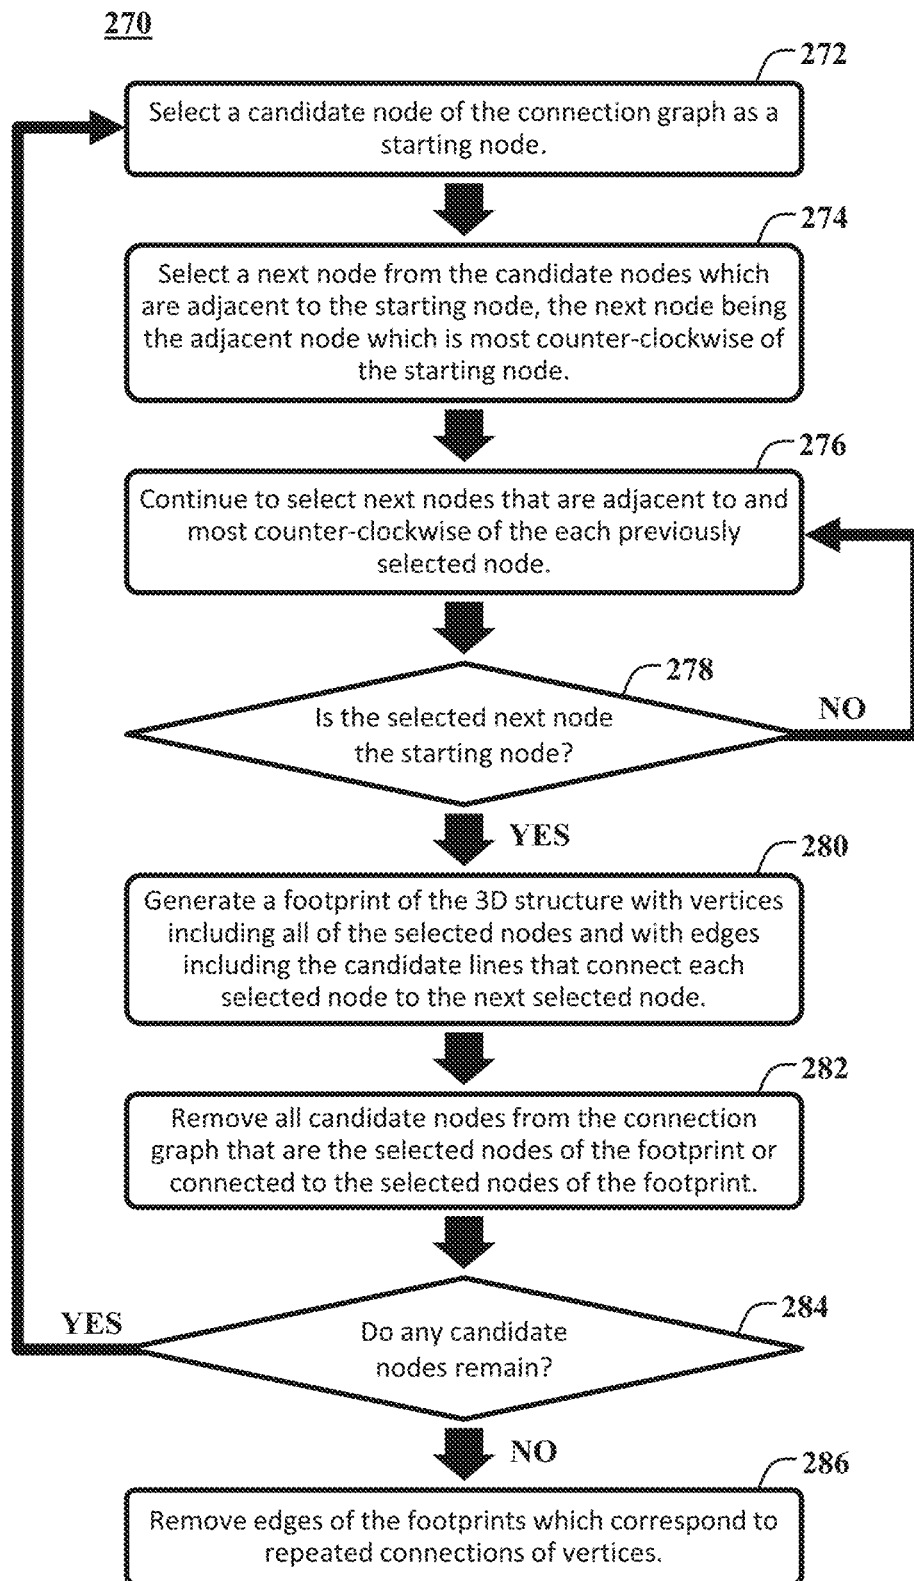 270
272
Select a candidate node of the connection graph as a
starting node.
274
Select a next node from the candidate nodes which
are adjacent to the starting node, the next node being
the adjacent node which is most counter-clockwise of
the starting node.
276
Continue to select next nodes that are adjacent to and
most counter-clockwise of the each previously
selected node.
278
Is the selected next node
the starting node?
NO
YES
280
Generate a footprint of the 3D structure with vertices
including all of the selected nodes and with edges
including the candidate lines that connect each
selected node to the next selected node.
282
Remove all candidate nodes from the connection
graph that are the selected nodes of the footprint or
connected to the selected nodes of the footprint.
284
YES
Do any candidate
nodes remain?
NO
286
Remove edges of the footprints which correspond to
repeated connections of vertices.